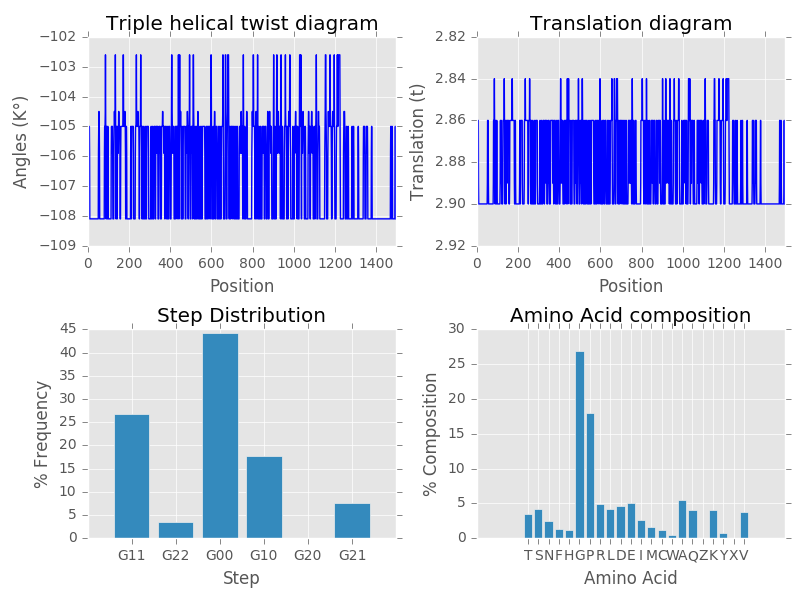 Triple helical twist diagram
Angles (K°)
−102
−103
−104
−105
−106
−107
−108
−109
0 200 400 600 800 1000 1200 1400
Position
Translation diagram
Translation (t)
2.82
2.84
2.86
2.88
2.90
2.92
0 200 400 600 800 1000 1200 1400
Position
Step Distribution
% Frequency
45
40
35
30
25
20
15
10
5
0
G11 G22 G00 G10 G20 G21
Step
Amino Acid composition
% Composition
30
25
20
15
10
5
0
T S N F H G P R L D E I M C W A Q Z K Y X V
Amino Acid